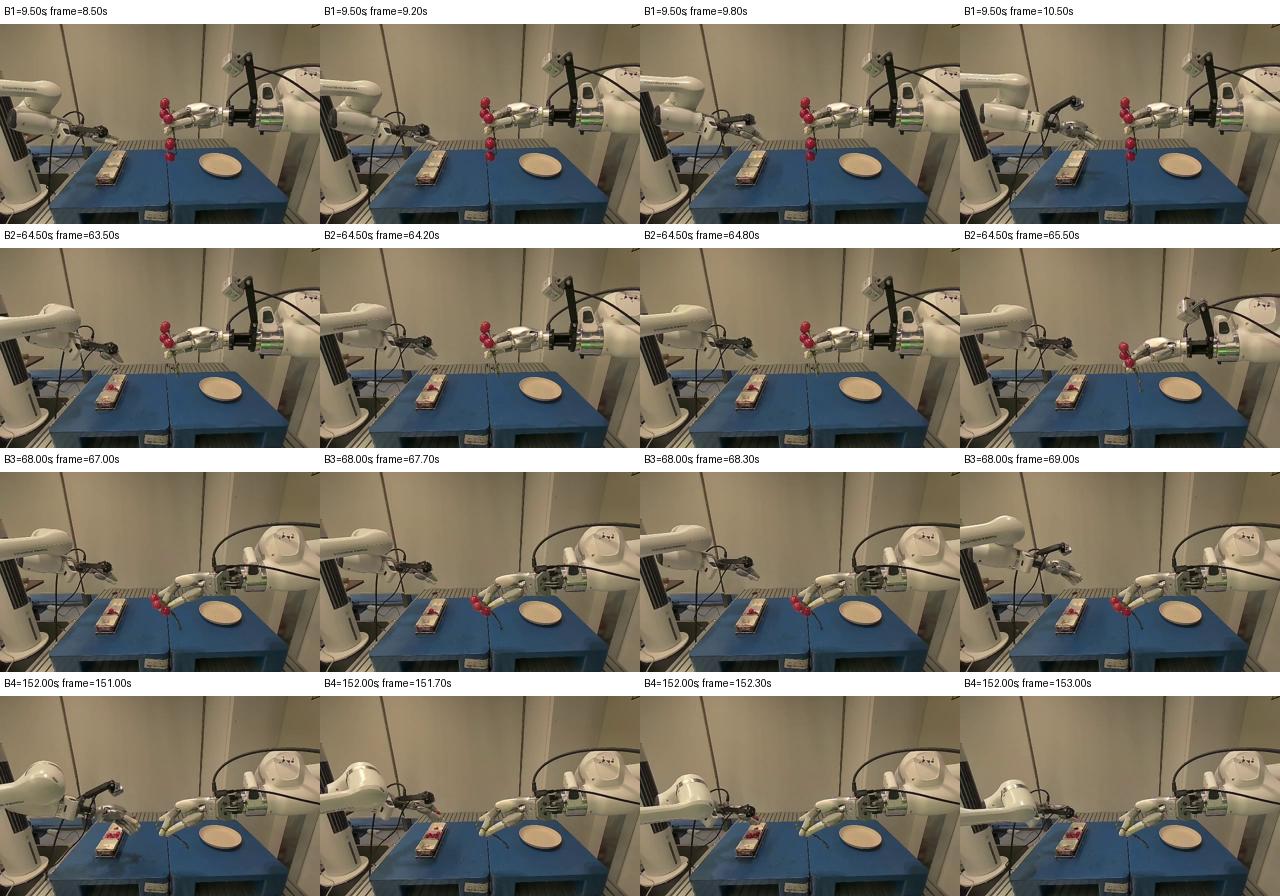 B1=9.50s; frame=8.50s
B1=9.50s; frame=9.20s
B1=9.50s; frame=9.80s
B1=9.50s; frame=10.50s
B2=64.50s; frame=63.50s
B2=64.50s; frame=64.20s
B2=64.50s; frame=64.80s
B2=64.50s; frame=65.50s
B3=68.00s; frame=67.00s
B3=68.00s; frame=67.70s
B3=68.00s; frame=68.30s
B3=68.00s; frame=69.00s
B4=152.00s; frame=151.00s
B4=152.00s; frame=151.70s
B4=152.00s; frame=152.30s
B4=152.00s; frame=153.00s